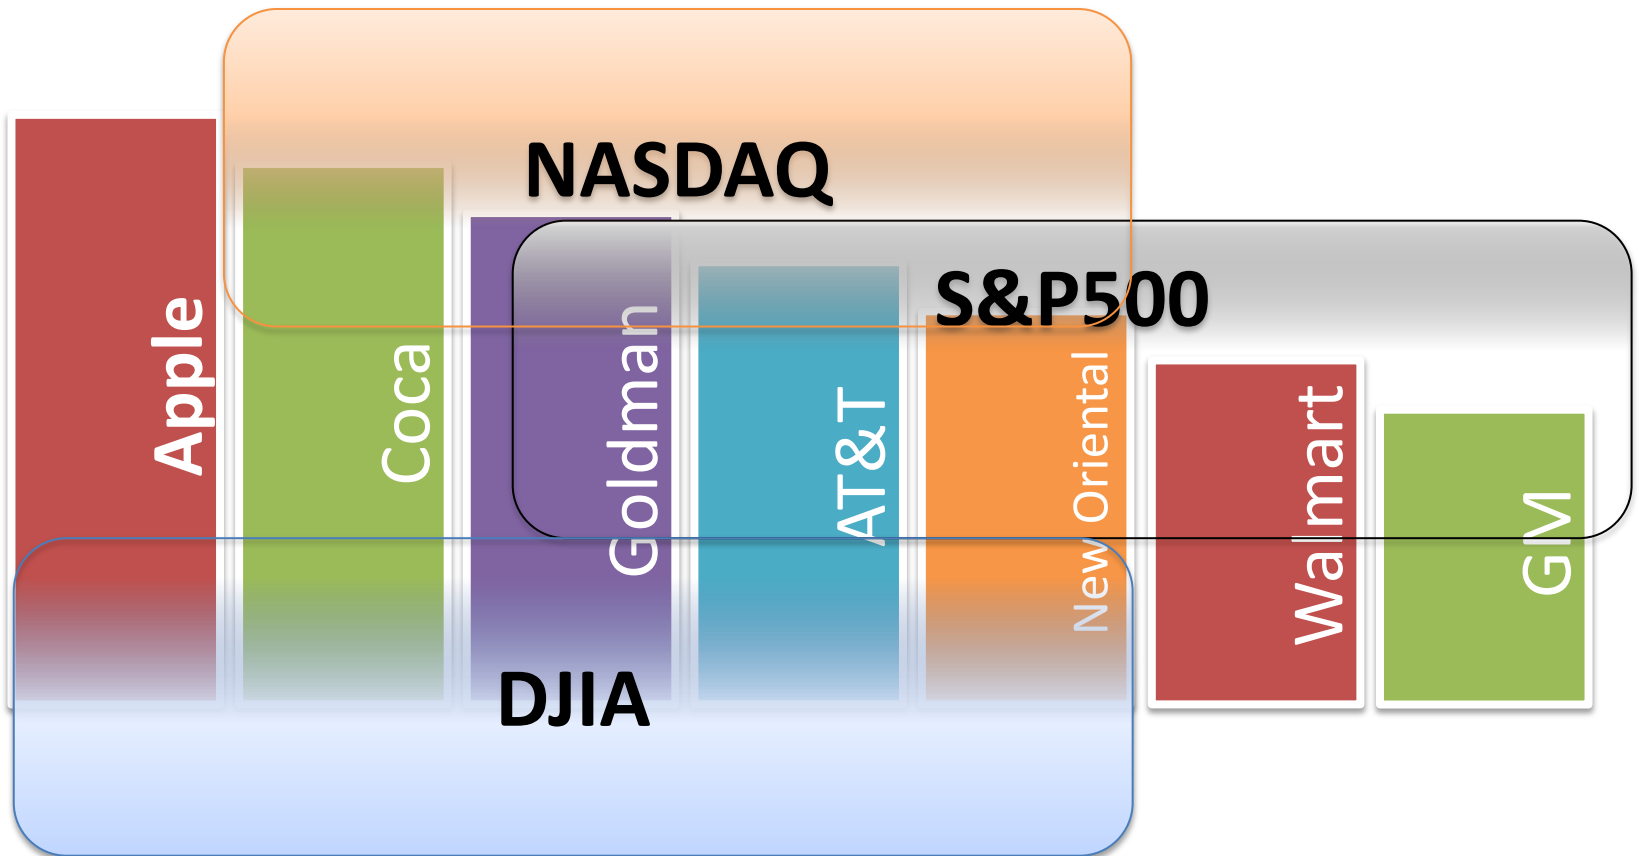 NASDAQ
S&P500
Apple
Coca
Goldman
AT&T
New Oriental
Walmart
GM
DJIA